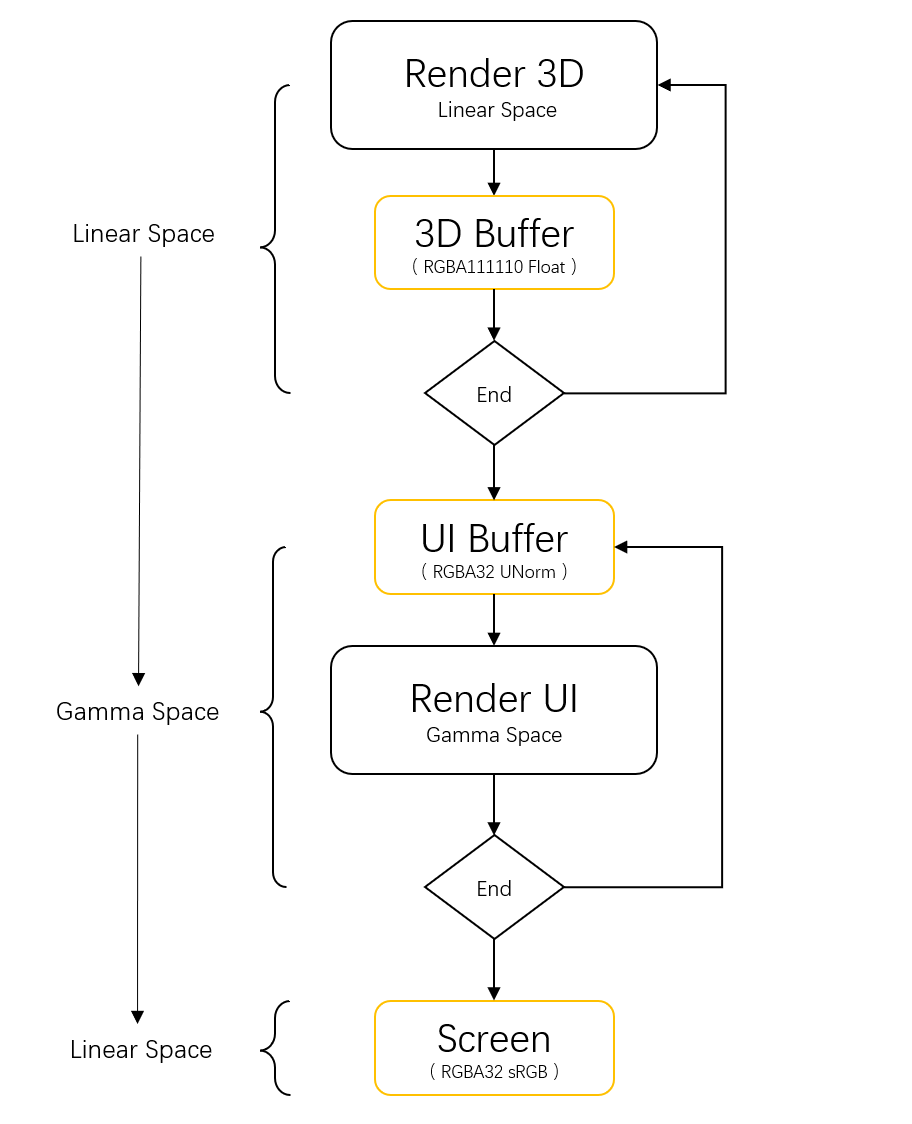 Render 3D
Linear Space
Linear Space
3D Buffer
( RGBA111110 Float )
End
UI Buffer
( RGBA32 UNorm )
Gamma Space
Render UI
Gamma Space
End
Linear Space
Screen
( RGBA32 sRGB )